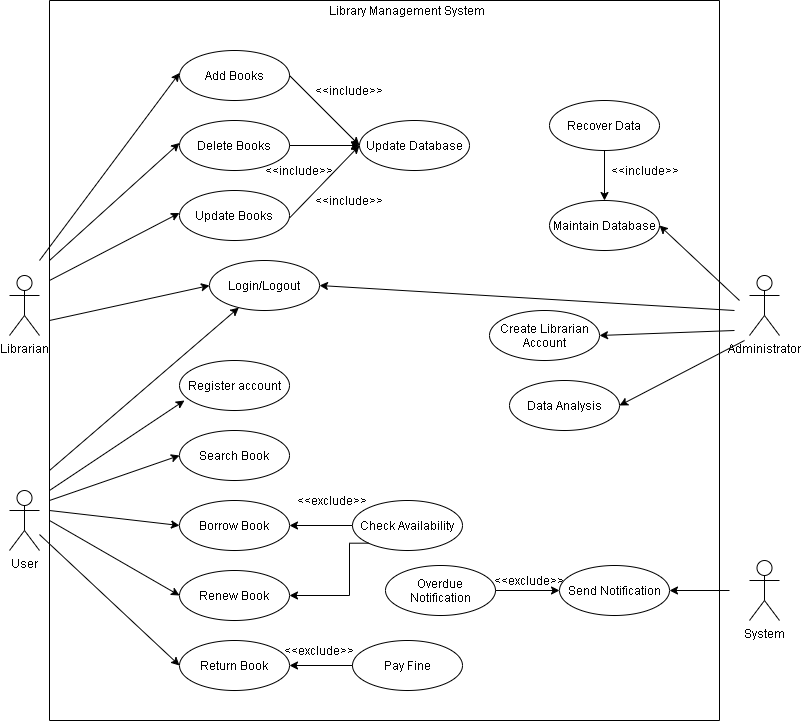 Library Management System
Add Books
<<include>>
Delete Books
Update Database
Recover Data
<<include>>
<<include>>
Update Books
<<include>>
Maintain Database
Login/Logout
Librarian
Create Librarian
Account
Administrator
Register account
Data Analysis
Search Book
<<exclude>>
Borrow Book
Check Availability
User
Renew Book
Overdue
Notification
<<exclude>>
Send Notification
System
Return Book
<<exclude>>
Pay Fine